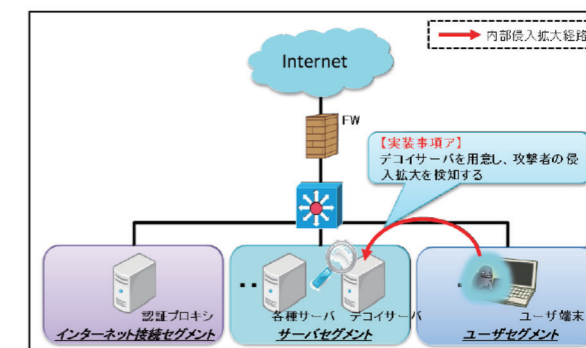 内部侵入拡大経路
Internet
FW
【実装事項ア】
デコイサーバを用意し、攻撃者の侵
入拡大を検知する
認証プロキシ
インターネット接続セグメント
各種サーバ
デコイサーバ
サーバセグメント
ユーザ端末
ユーザセグメント